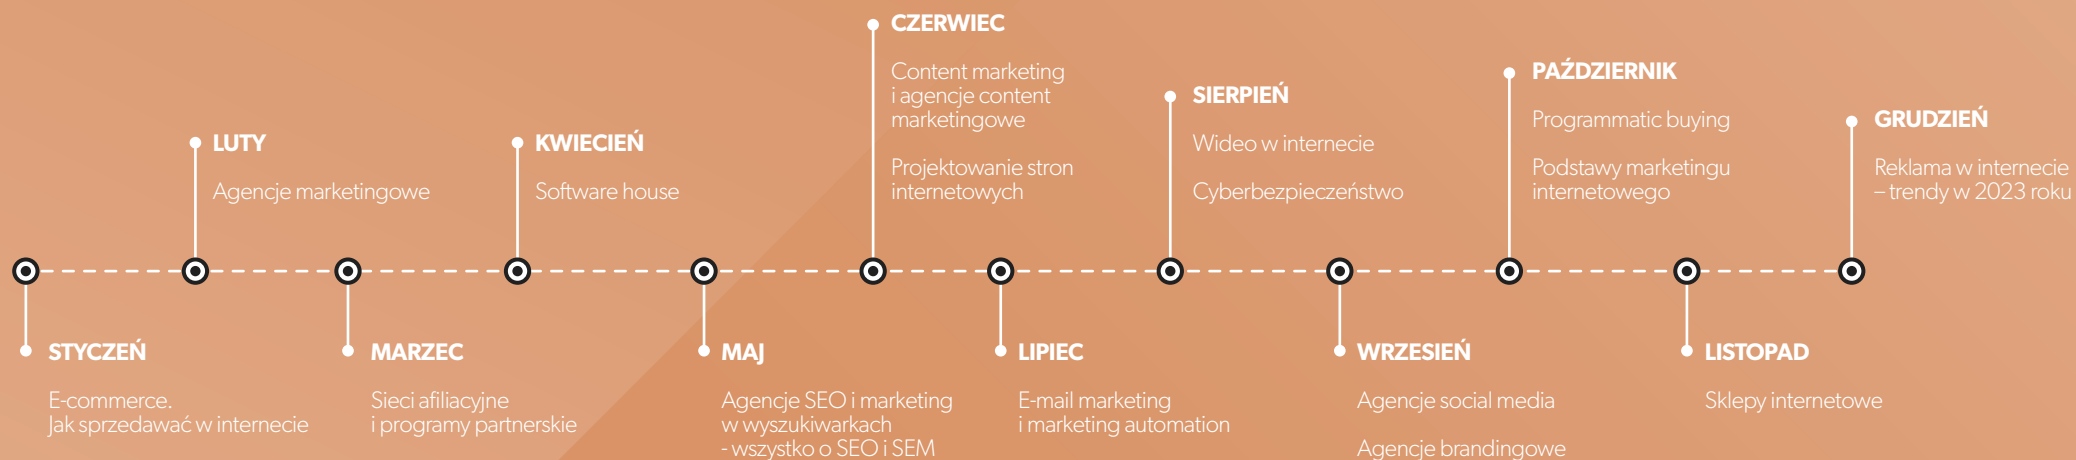 STYCZEŃ
E-commerce.
Jak sprzedawać w internecie
LUTY
Agencje marketingowe
MARZEC
Sieci afiliacyjne
i programy partnerskie
KWIECIEŃ
Software house
MAJ
Agencje SEO i marketing
w wyszukiwarkach
- wszystko o SEO i SEM
CZERWIEC
Content marketing
i agencje content
marketingowe
Projektowanie stron
internetowych
LIPIEC
E-mail marketing
i marketing automation
SIERPIEŃ
Wideo w internecie
Cyberbezpieczeństwo
WRZESIEŃ
Agencje social media
Agencje brandingowe
PAŹDZIERNIK
Programmatic buying
Podstawy marketingu
internetowego
LISTOPAD
Sklepy internetowe
GRUDZIEŃ
Reklama w internecie
– trendy w 2023 roku